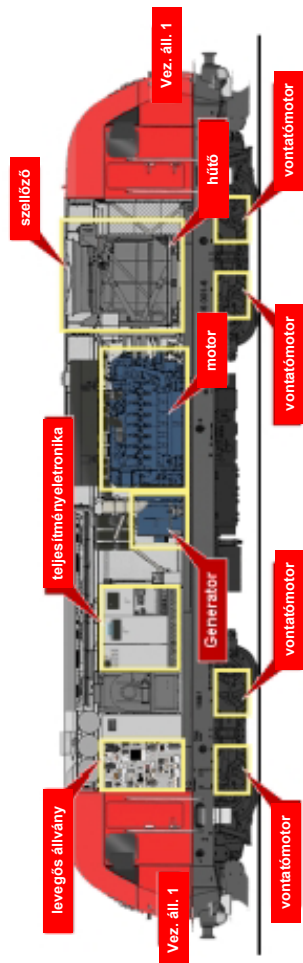 Vez. áll. 1
szellőző
hűtő
vontatómotor
vontatómotor
motor
teljesítményeletronika
Generator
vontatómotor
levegős állvány
vontatómotor
Vez. áll. 1